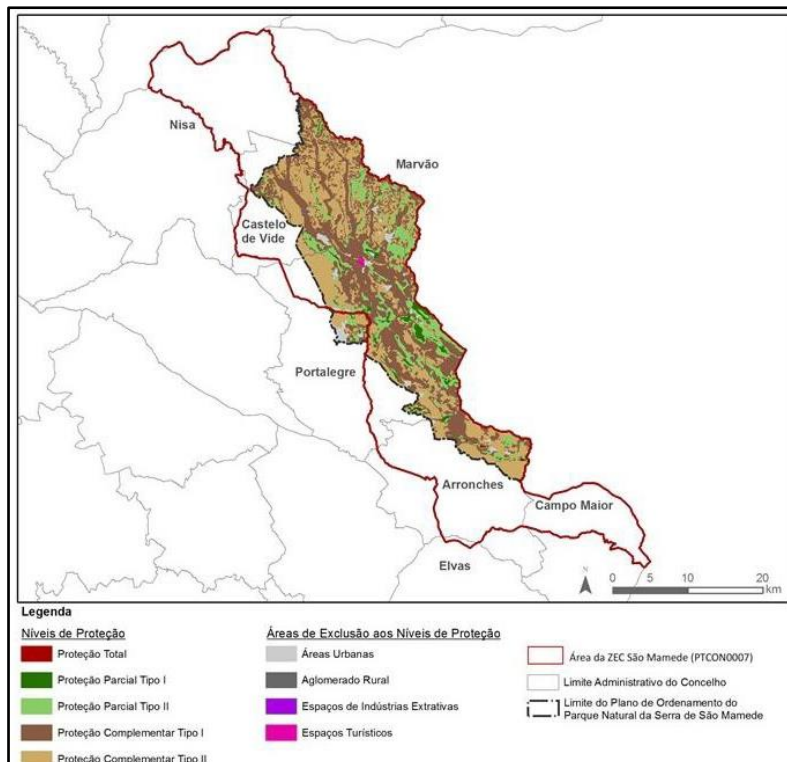 Nisa
Marvão
Castelo
de Vide
Portalegre
Arronches
Campo Maior
Elvas
N
0 5 10 20
km
Legenda
Níveis de Proteção
Proteção Total
Proteção Parcial Tipo I
Proteção Parcial Tipo II
Proteção Complementar Tipo I
Proteção Complementar Tipo II
Áreas de Exclusão aos Níveis de Proteção
Áreas Urbanas
Aglomerado Rural
Espaços de Indústrias Extrativas
Espaços Turísticos
Área da ZEC São Mamede (PTCON0007)
Limite Administrativo do Concelho
Limite do Plano de Ordenamento do
Parque Natural da Serra de São Mamede